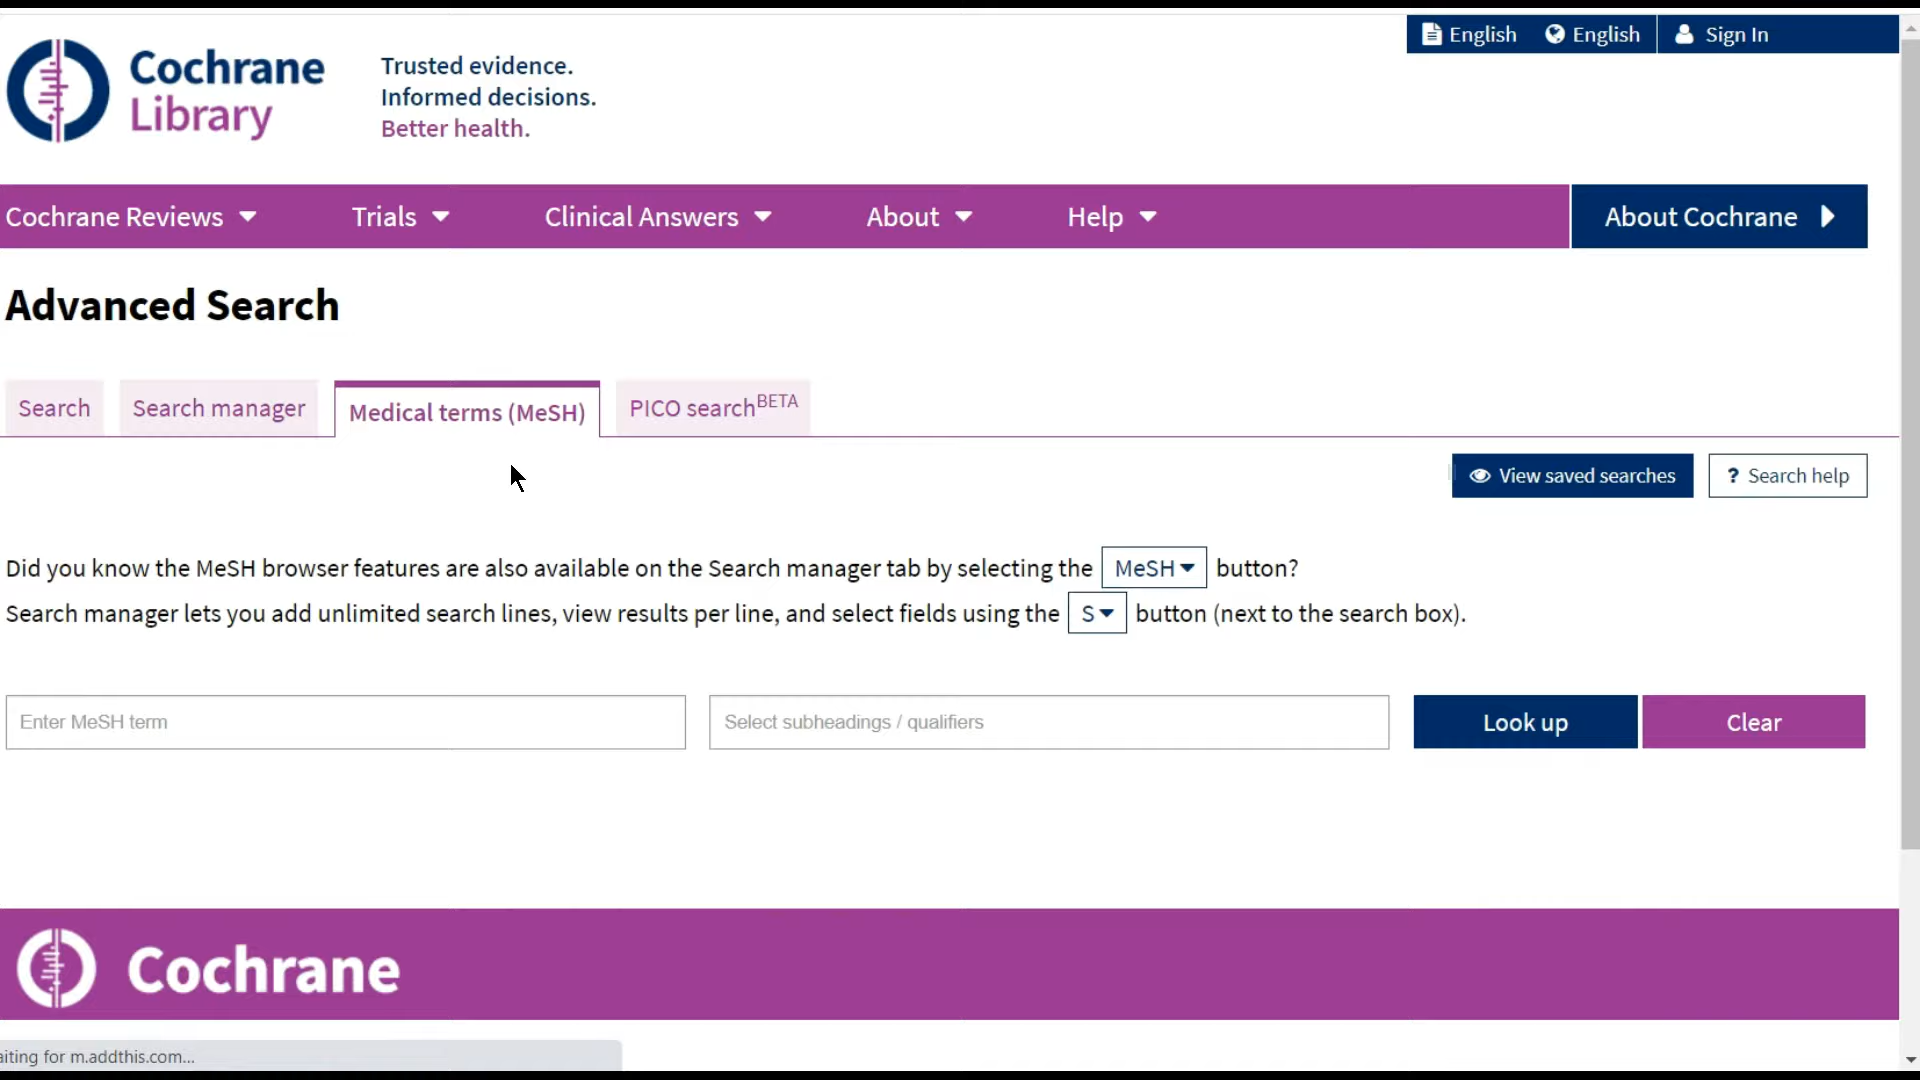 English English Sign In
Cochrane
Library
Trusted evidence.
Informed decisions.
Better health.
Cochrane Reviews Trials Clinical Answers About Help About Cochrane
Advanced Search
Search Search manager Medical terms (MeSH) PICO search BETA
View saved searches ? Search help
Did you know the MeSH browser features are also available on the Search manager tab by selecting the MeSH button?
Search manager lets you add unlimited search lines, view results per line, and select fields using the S button (next to the search box).
Enter MeSH term Select subheadings / qualifiers Look up Clear
Cochrane
aiting for m.addthis.com...